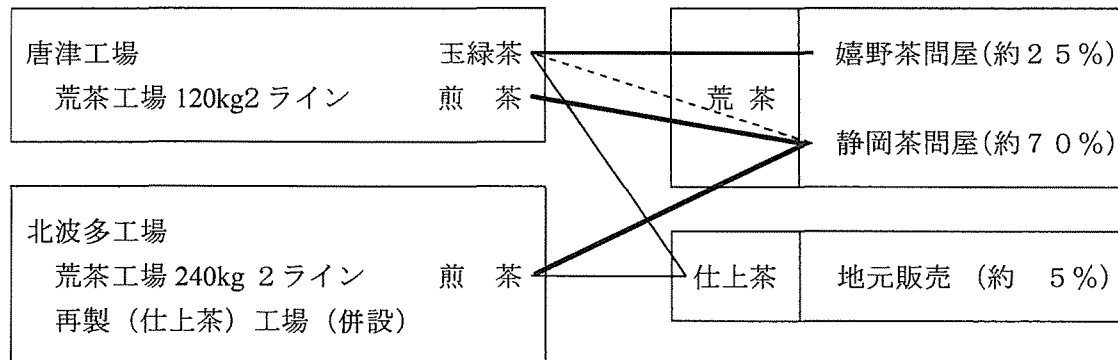 唐津工場 玉緑茶
荒茶工場 120kg2 ライン 煎 茶
荒 茶
嬉野茶問屋(約２５%)
静岡茶問屋(約７０%)
北波多工場
荒茶工場 240kg ２ライン 煎 茶
再製（仕上茶）工場（併設）
仕上茶 地元販売 (約 ５%)